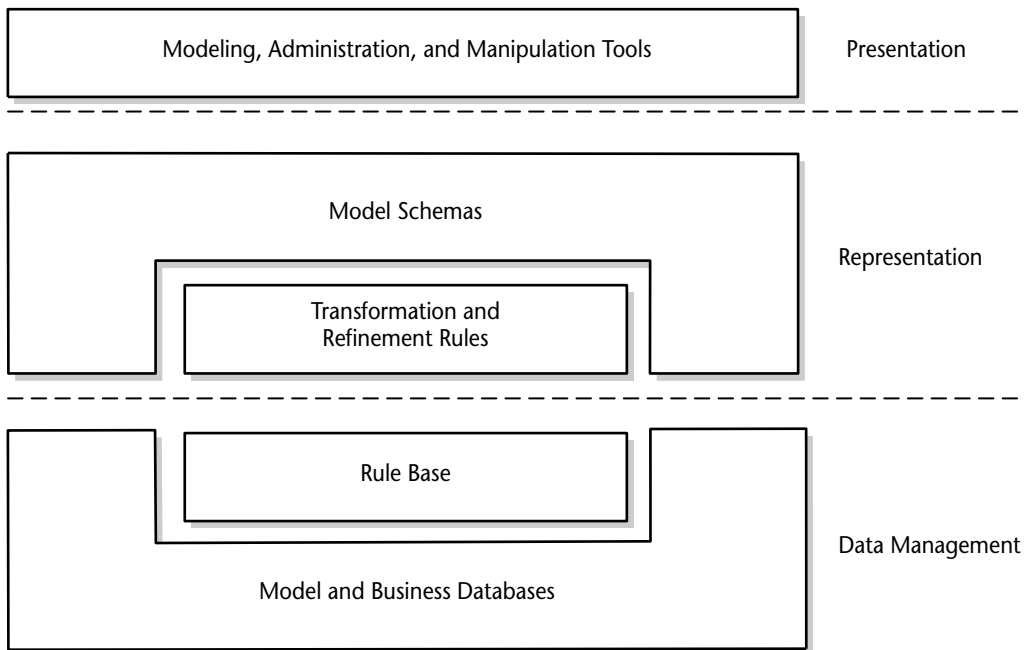 Modeling, Administration, and Manipulation Tools
Presentation
Model Schemas
Representation
Transformation and
Refinement Rules
Rule Base
Data Management
Model and Business Databases